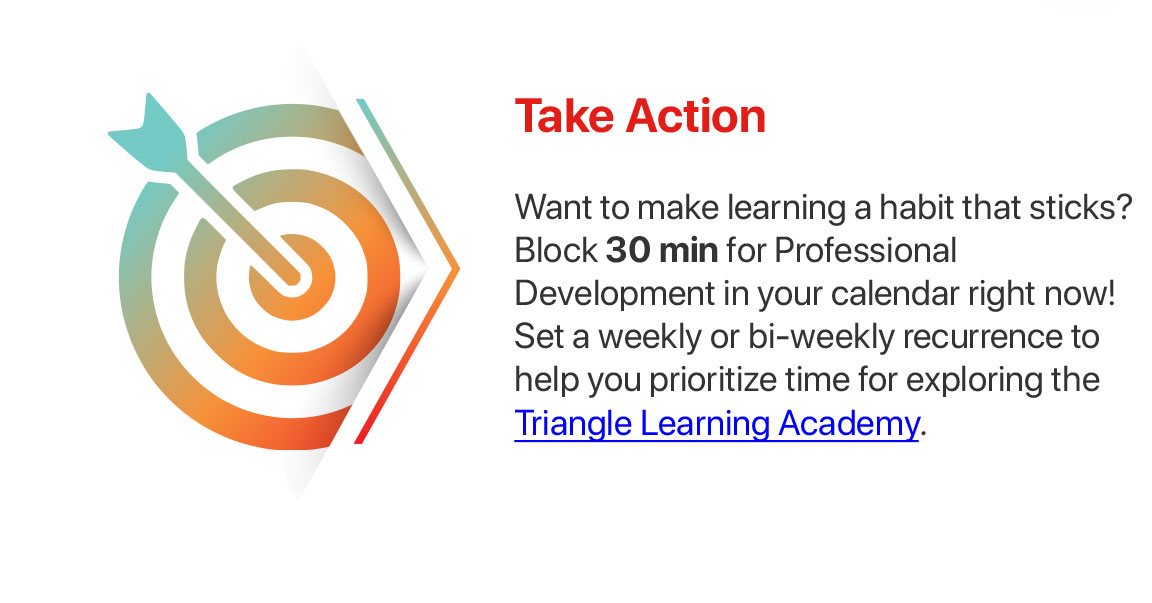 Take Action
Want to make learning a habit that sticks?
Block 30 min for Professional
Development in your calendar right now!
Set a weekly or bi-weekly recurrence to
help you prioritize time for exploring the
Triangle Learning Academy.